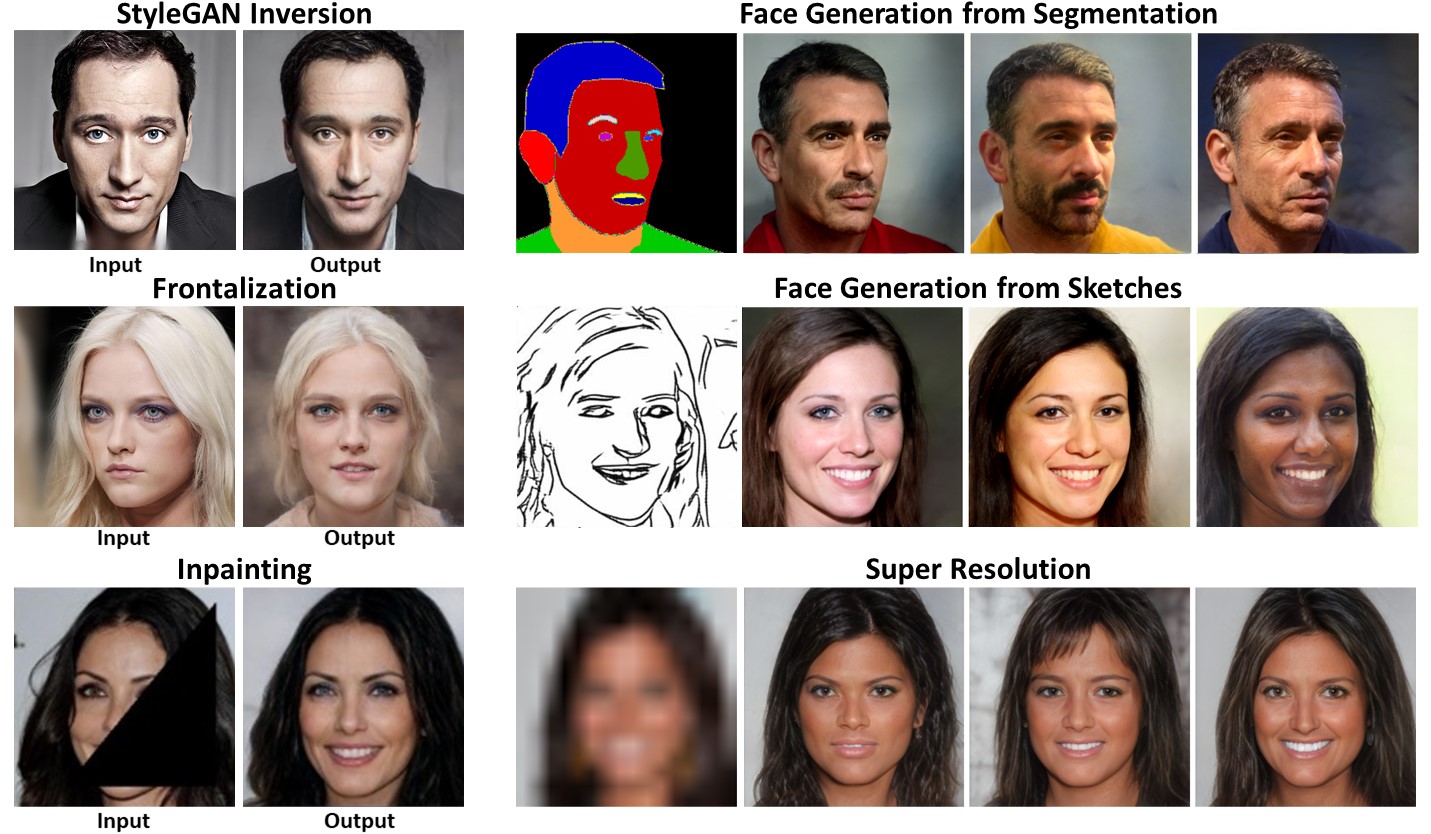 StyleGAN Inversion
Face Generation from Segmentation
Input
Output
Frontalization
Face Generation from Sketches
Input
Output
Inpainting
Super Resolution
Input
Output